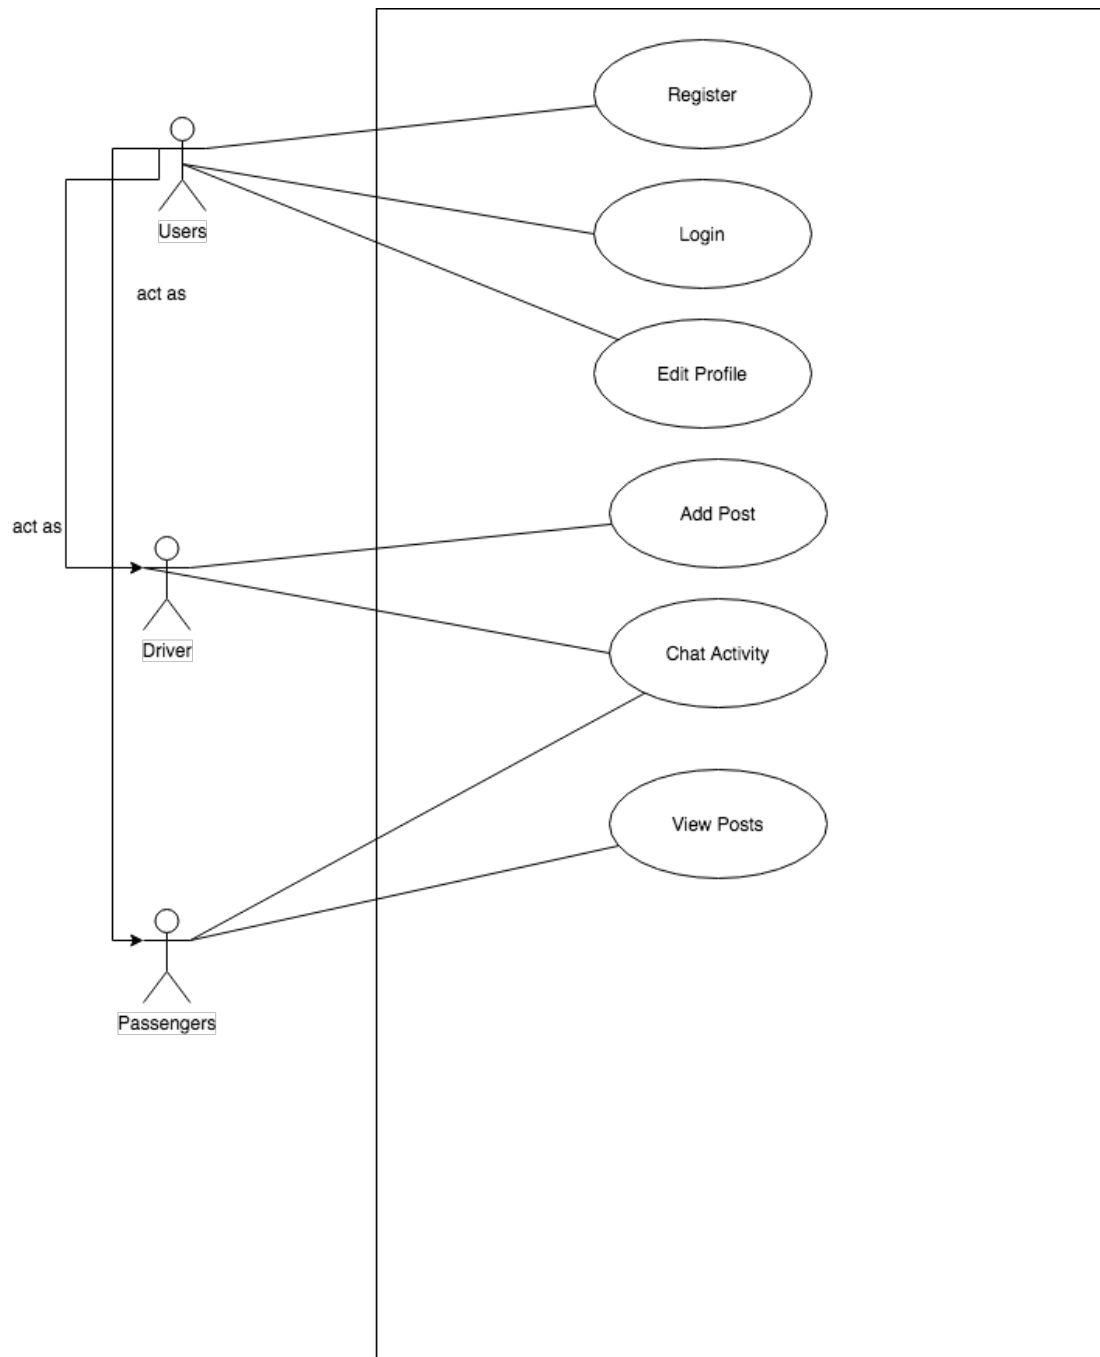 Register
Users
Login
act as
Edit Profile
Add Post
act as
Driver
Chat Activity
View Posts
Passengers